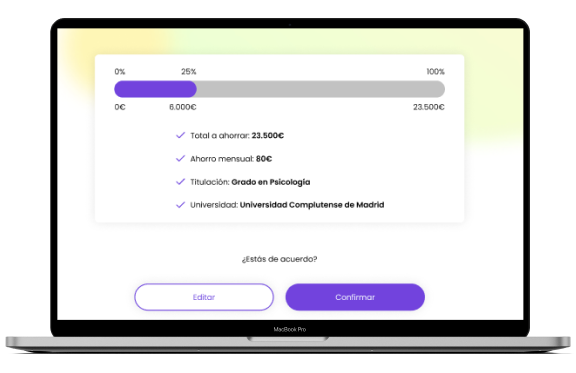 0% 25% 100%
0€ 6.000€ 23.500€
Total a ahorrar: 23.500€
Ahorro mensual: 80€
Titulación: Grado en Psicología
Universidad: Universidad Complutense de Madrid
¿Estás de acuerdo?
Editar Confirmar
MacBook Pro